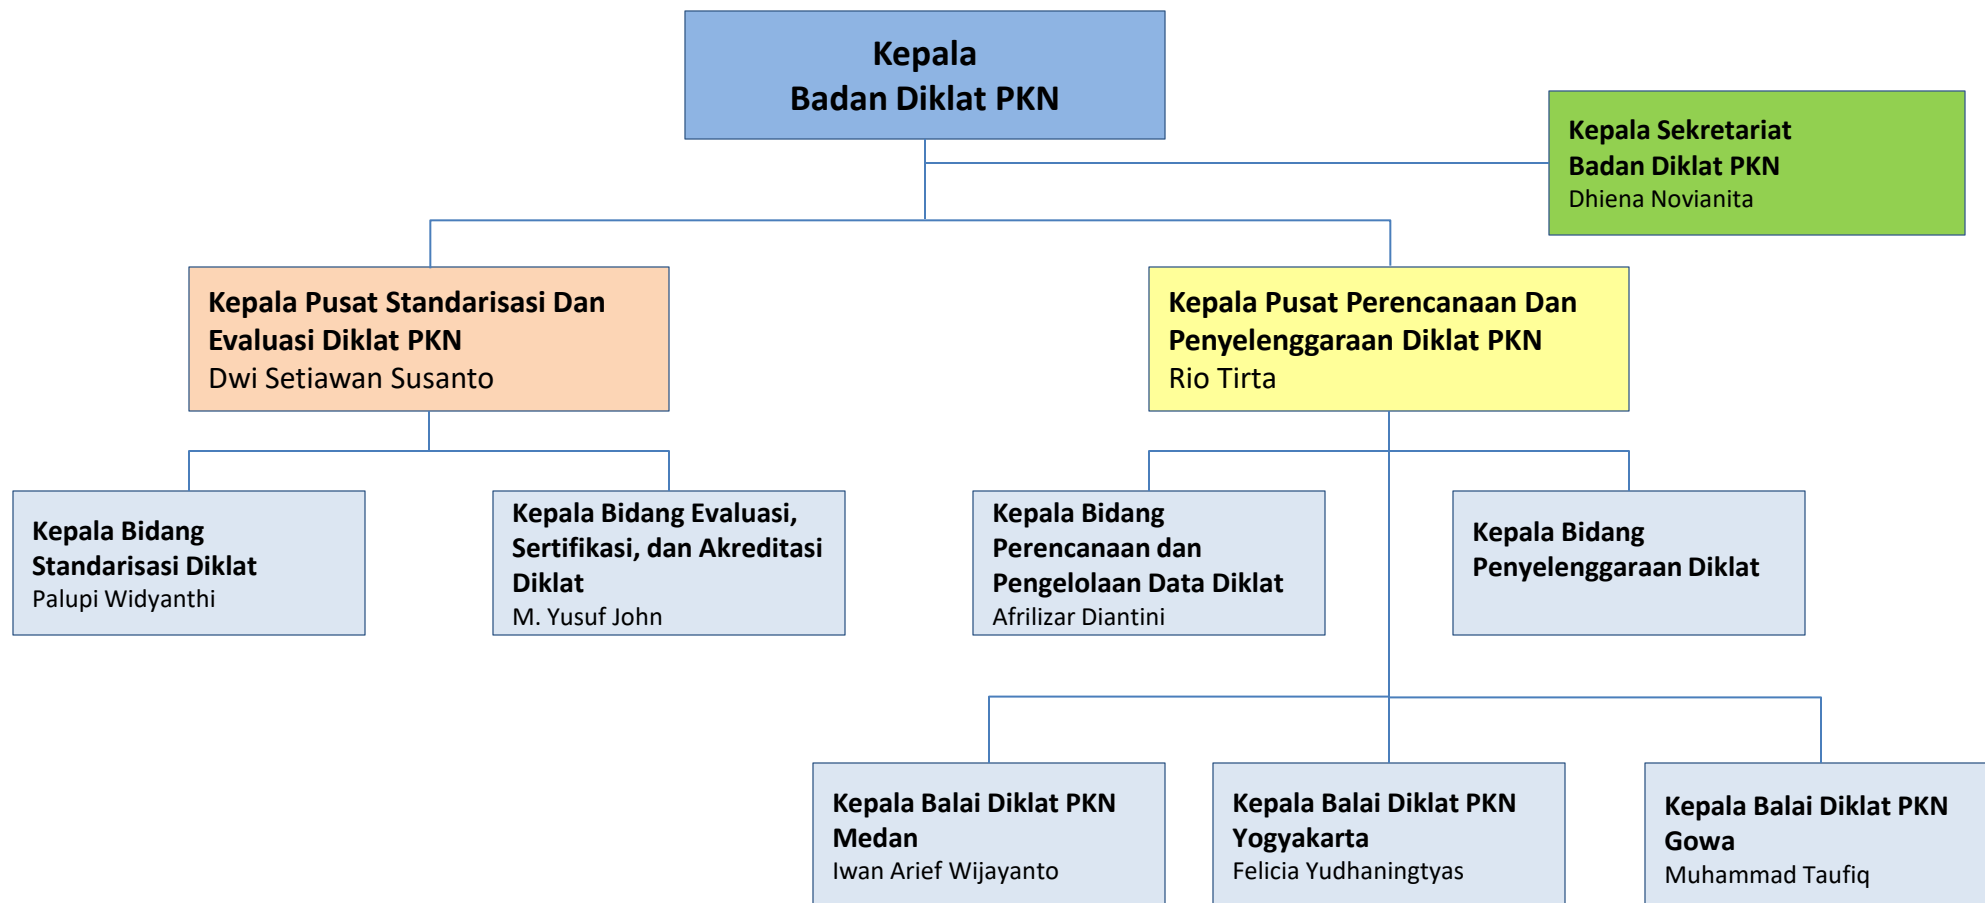 Kepala
Badan Diklat PKN
Kepala Sekretariat
Badan Diklat PKN
Dhiena Novianita
Kepala Pusat Standarisasi Dan
Evaluasi Diklat PKN
Dwi Setiawan Susanto
Kepala Pusat Perencanaan Dan
Penyelenggaraan Diklat PKN
Rio Tirta
Kepala Bidang
Standarisasi Diklat
Palupi Widyanthi
Kepala Bidang Evaluasi,
Sertifikasi, dan Akreditasi
Diklat
M. Yusuf John
Kepala Bidang
Perencanaan dan
Pengelolaan Data Diklat
Afrilizar Diantini
Kepala Bidang
Penyelenggaraan Diklat
Kepala Balai Diklat PKN
Medan
Iwan Arief Wijayanto
Kepala Balai Diklat PKN
Yogyakarta
Felicia Yudhaningtyas
Kepala Balai Diklat PKN
Gowa
Muhammad Taufiq